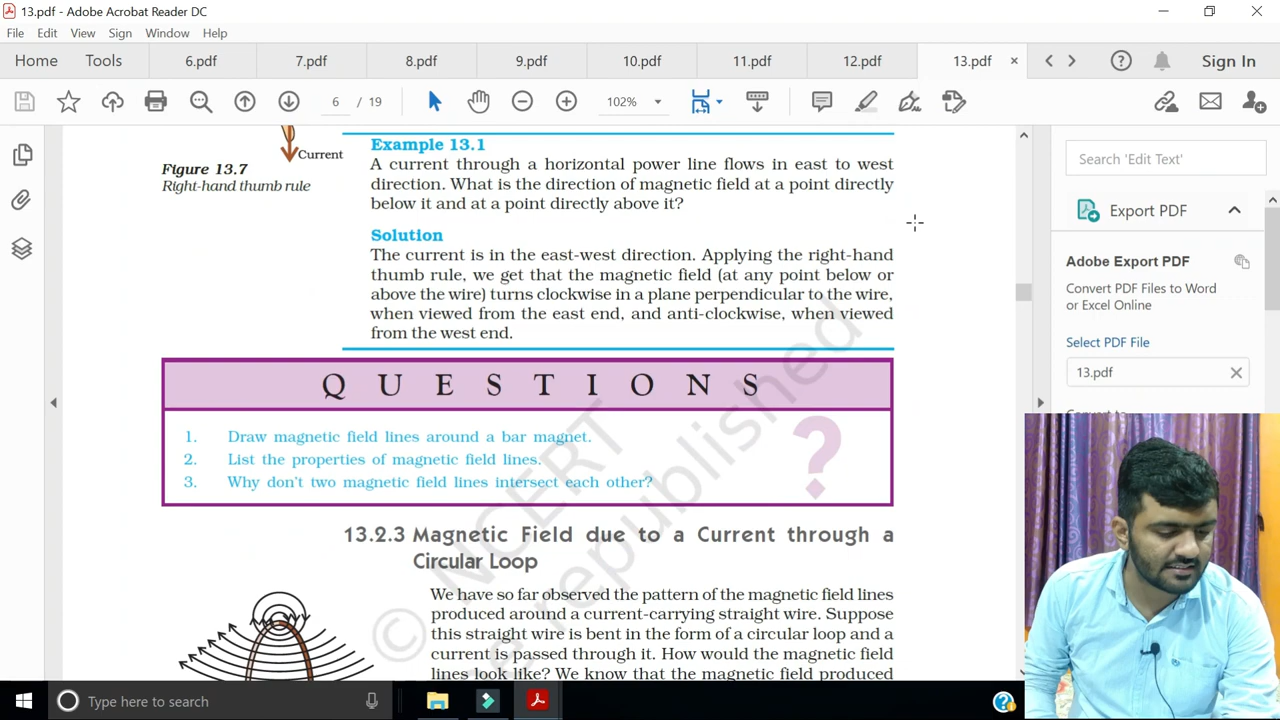 13.pdf - Adobe Acrobat Reader DC
File Edit View Sign Window Help
Home Tools 6.pdf 7.pdf 8.pdf 9.pdf 10.pdf 11.pdf 12.pdf 13.pdf × Sign In
6 / 19 102%
Current
Figure 13.7
Right-hand thumb rule
Example 13.1
A current through a horizontal power line flows in east to west
direction. What is the direction of magnetic field at a point directly
below it and at a point directly above it?
Solution
The current is in the east-west direction. Applying the right-hand
thumb rule, we get that the magnetic field (at any point below or
above the wire) turns clockwise in a plane perpendicular to the wire,
when viewed from the east end, and anti-clockwise, when viewed
from the west end.
QUESTIONS
?
1. Draw magnetic field lines around a bar magnet.
2. List the properties of magnetic field lines.
3. Why don't two magnetic field lines intersect each other?
13.2.3 Magnetic Field due to a Current through a
Circular Loop
We have so far observed the pattern of the magnetic field lines
produced around a current-carrying straight wire. Suppose
this straight wire is bent in the form of a circular loop and a
current is passed through it. How would the magnetic field
lines look like? We know that the magnetic field produced
© NCERT
republished
Search 'Edit Text'
Export PDF
Adobe Export PDF
Convert PDF Files to Word
or Excel Online
Select PDF File
13.pdf
Type here to search